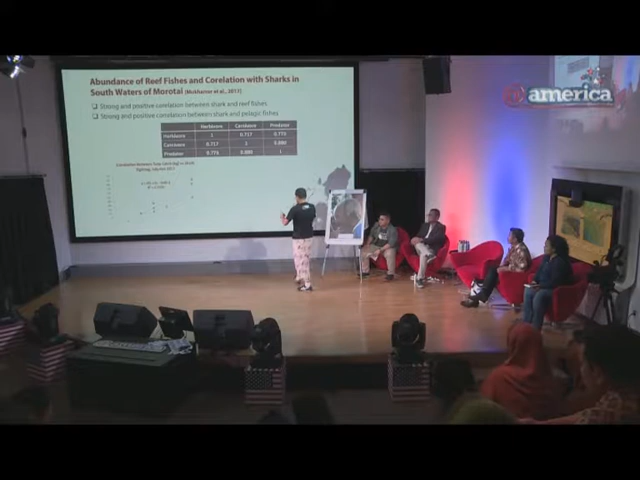 Abundance of Reef Fishes and Corelation with Sharks in
South Waters of Morotai
❑ Strong and positive corelation between shark and reef fishes
❑ Strong and positive correlation between shark and pelagic fishes
Herbivore Carnivore Predator
Herbivore 1 0.717 0.776
Carnivore 0.717 1 0.880
Predator 0.776 0.880 1
@america